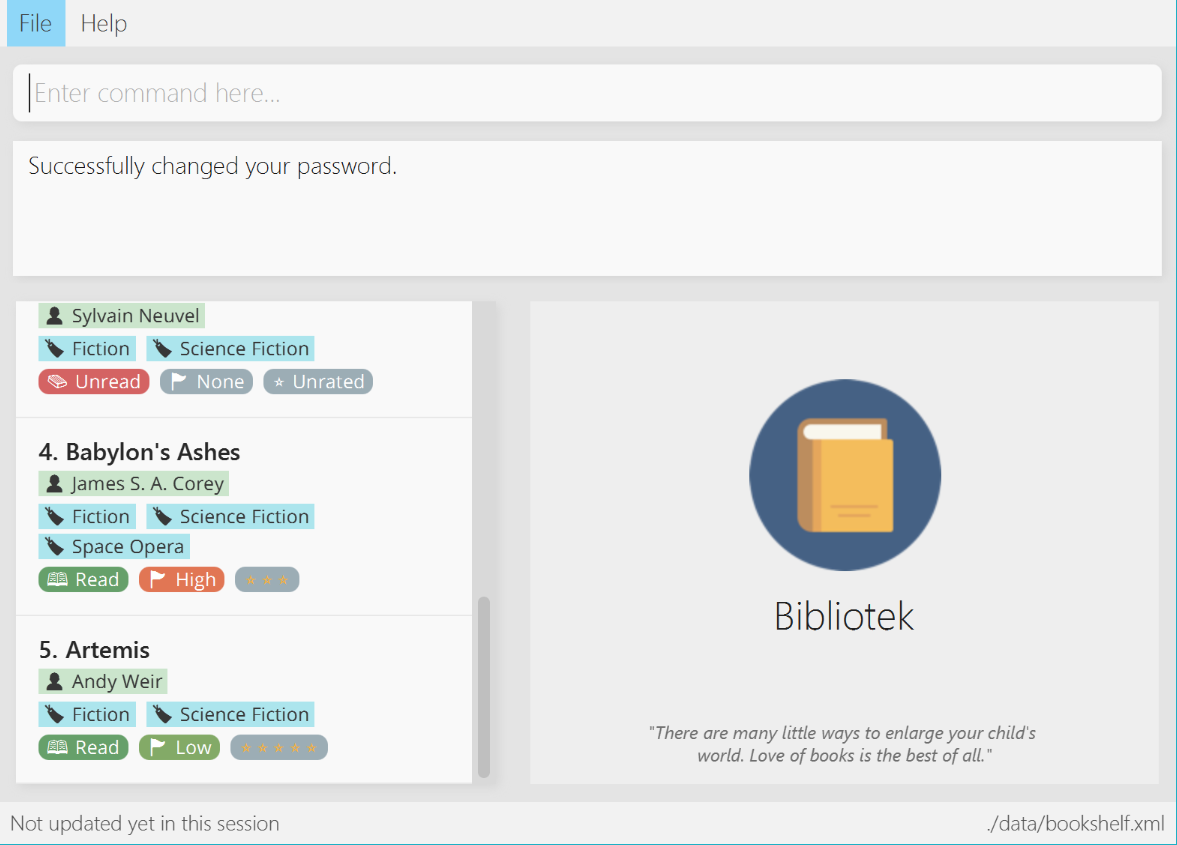 File Help
Enter command here...
Successfully changed your password.
Sylvain Neuvel
Fiction Science Fiction
Unread None Unrated
4. Babylon's Ashes
James S. A. Corey
Fiction Science Fiction
Space Opera
Read High
5. Artemis
Andy Weir
Fiction Science Fiction
Read Low
Bibliotek
"There are many little ways to enlarge your child's
world. Love of books is the best of all."
Not updated yet in this session
./data/bookshelf.xml